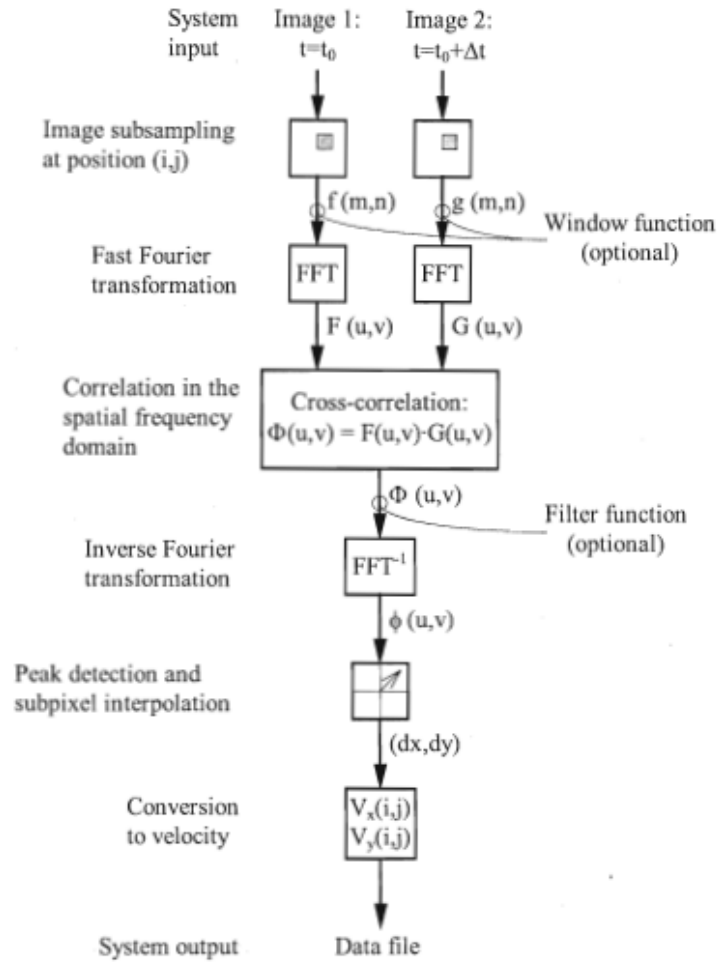 System input
Image 1: t=t₀
Image 2: t=t₀+Δt
Image subsampling at position (i,j)
f (m,n)
g (m,n)
Window function (optional)
Fast Fourier transformation
FFT
FFT
F (u,v)
G (u,v)
Correlation in the spatial frequency domain
Cross-correlation:
Φ(u,v) = F(u,v)·G(u,v)
Φ (u,v)
Filter function (optional)
Inverse Fourier transformation
FFT⁻¹
ϕ (u,v)
Peak detection and subpixel interpolation
(dx,dy)
Conversion to velocity
Vₓ(i,j)
Vᵧ(i,j)
System output
Data file